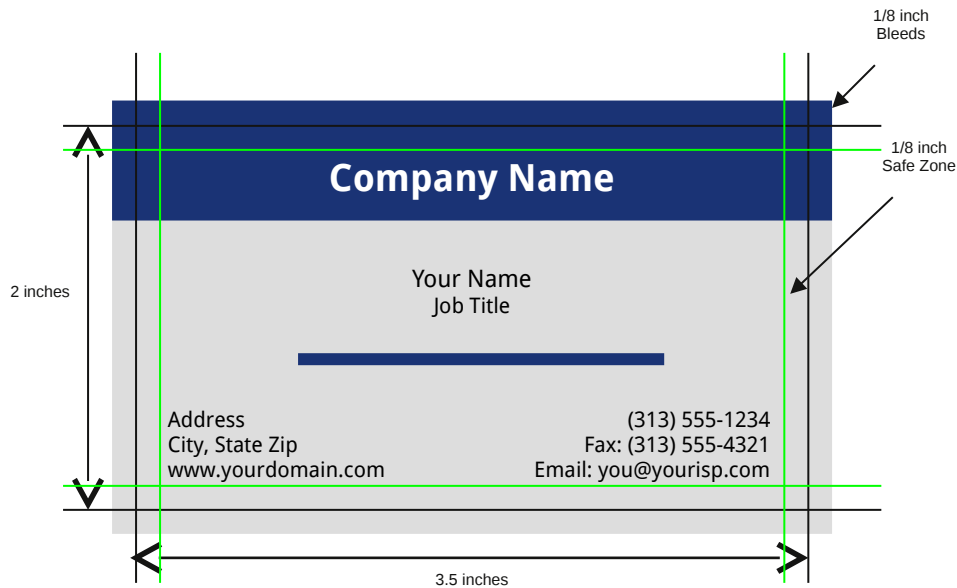 1/8 inch
Bleeds
1/8 inch
Safe Zone
Company Name
Your Name
Job Title
2 inches
Address
City, State Zip
www.yourdomain.com
(313) 555-1234
Fax: (313) 555-4321
Email: you@yourisp.com
3.5 inches